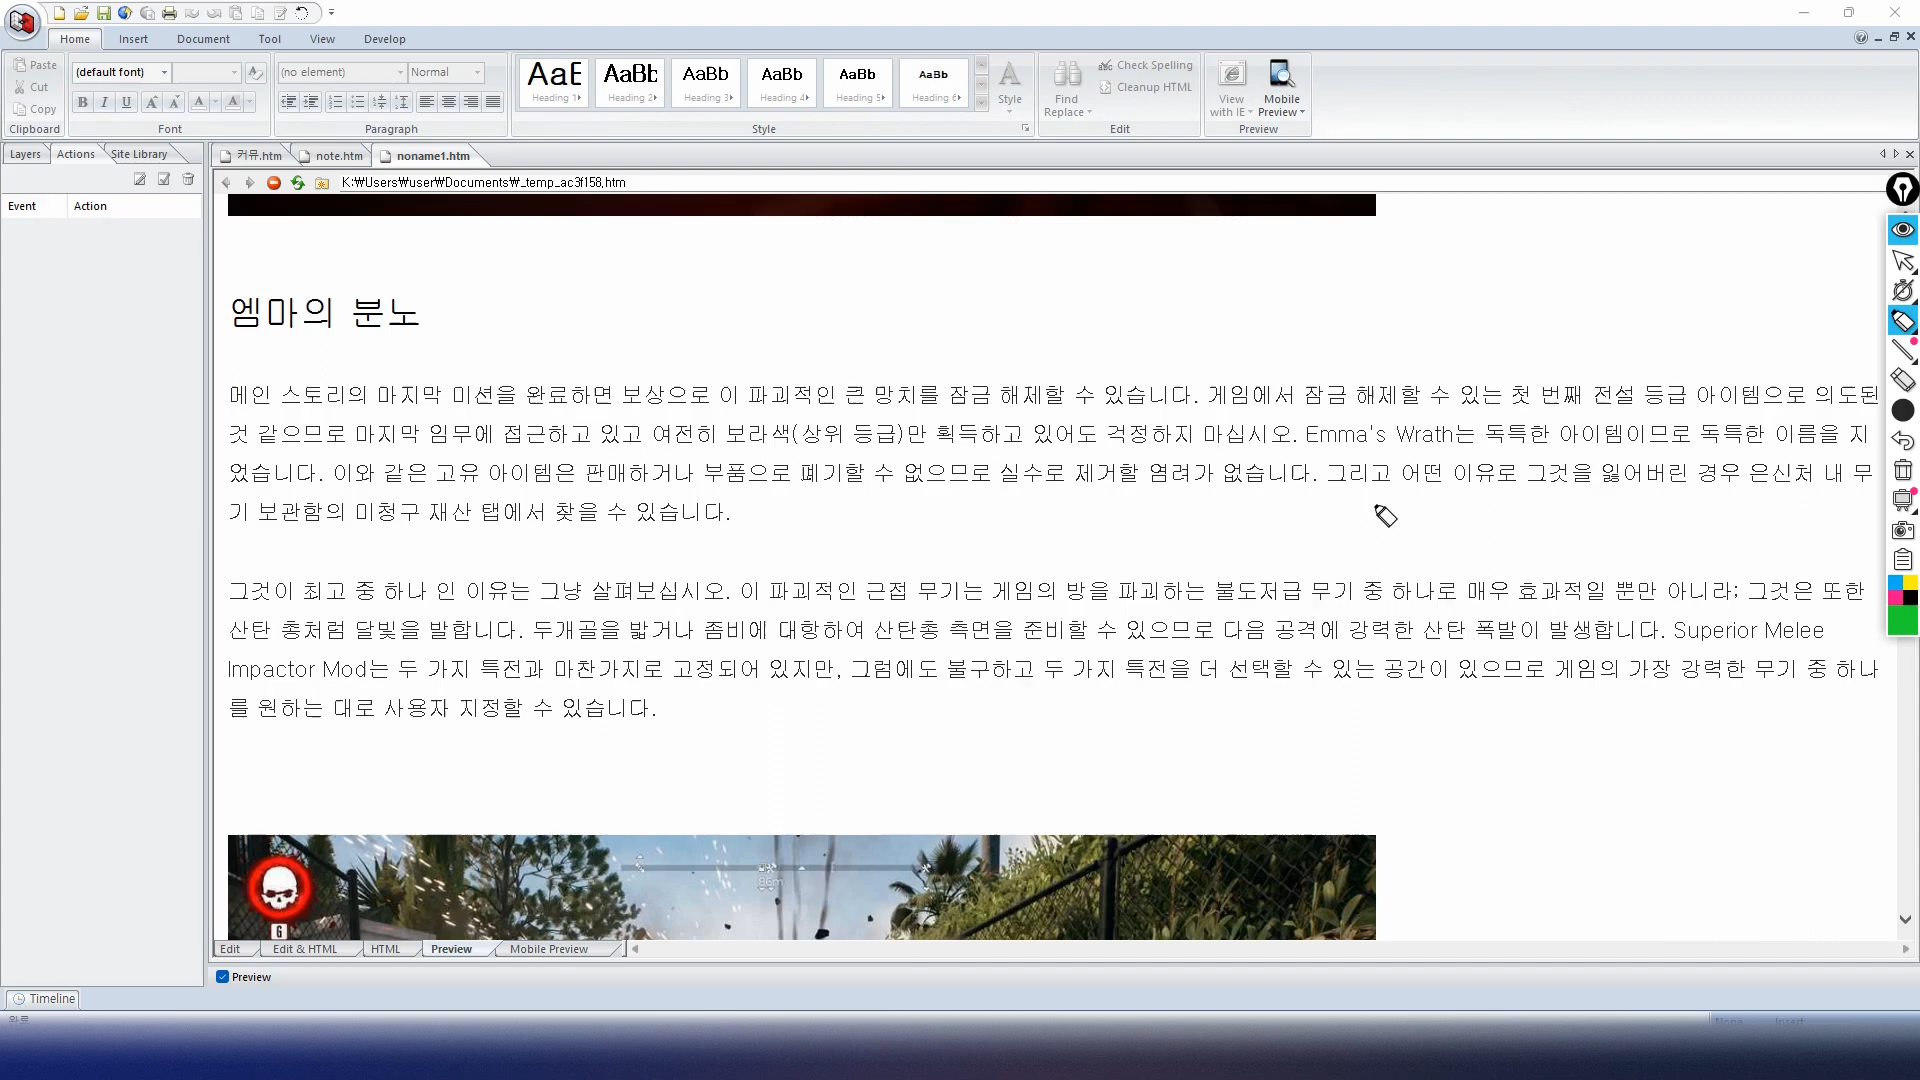 Home Insert Document Tool View Develop
Paste
Cut
Copy
Clipboard
(default font)
B I U
Font
(no element) Normal
Paragraph
AaE AaBb AaBb AaBb AaBb AaBb
Heading 1 Heading 2 Heading 3 Heading 4 Heading 5 Heading 6
Style
Style
Find
Replace
Check Spelling
Cleanup HTML
Edit
View
with IE
Mobile
Preview
Preview
Layers Actions Site Library
커뮤.htm note.htm noname1.htm
K:₩Users₩user₩Documents₩_temp_ac3f158.htm
Event Action
엠마의 분노
메인 스토리의 마지막 미션을 완료하면 보상으로 이 파괴적인 큰 망치를 잠금 해제할 수 있습니다. 게임에서 잠금 해제할 수 있는 첫 번째 전설 등급 아이템으로 의도된
것 같으므로 마지막 임무에 접근하고 있고 여전히 보라색(상위 등급)만 획득하고 있어도 걱정하지 마십시오. Emma's Wrath는 독특한 아이템이므로 독특한 이름을 지
었습니다. 이와 같은 고유 아이템은 판매하거나 부품으로 폐기할 수 없으므로 실수로 제거할 염려가 없습니다. 그리고 어떤 이유로 그것을 잃어버린 경우 은신처 내 무
기 보관함의 미청구 재산 탭에서 찾을 수 있습니다.
그것이 최고 중 하나 인 이유는 그냥 살펴보십시오. 이 파괴적인 근접 무기는 게임의 방을 파괴하는 불도저급 무기 중 하나로 매우 효과적일 뿐만 아니라; 그것은 또한
산탄 총처럼 달빛을 발합니다. 두개골을 밟거나 좀비에 대항하여 산탄총 측면을 준비할 수 있으므로 다음 공격에 강력한 산탄 폭발이 발생합니다. Superior Melee
Impactor Mod는 두 가지 특전과 마찬가지로 고정되어 있지만, 그럼에도 불구하고 두 가지 특전을 더 선택할 수 있는 공간이 있으므로 게임의 가장 강력한 무기 중 하나
를 원하는 대로 사용자 지정할 수 있습니다.
86m
6
Edit Edit & HTML HTML Preview Mobile Preview
Preview
Timeline